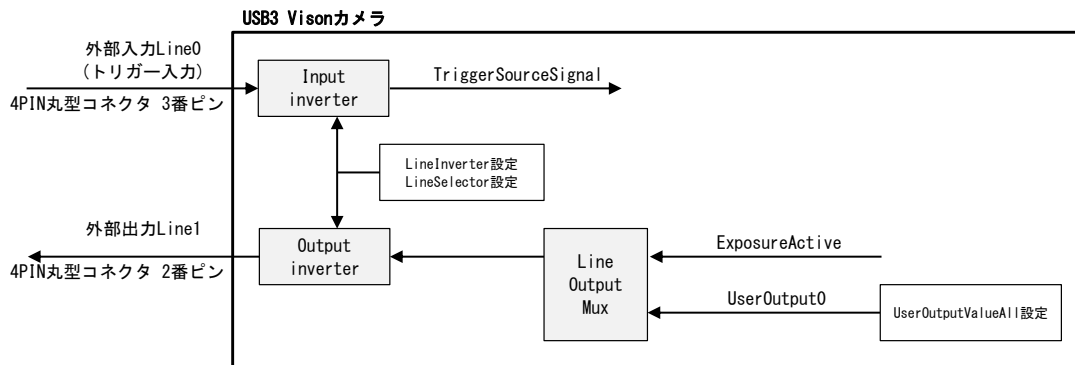 USB3 Visonカメラ
外部入力Line0
(トリガー入力)
4PIN丸型コネクタ 3番ピン
Input
inverter
TriggerSourceSignal
LineInverter設定
LineSelector設定
外部出力Line1
4PIN丸型コネクタ 2番ピン
Output
inverter
Line
Output
Mux
ExposureActive
UserOutput0
UserOutputValueAll設定